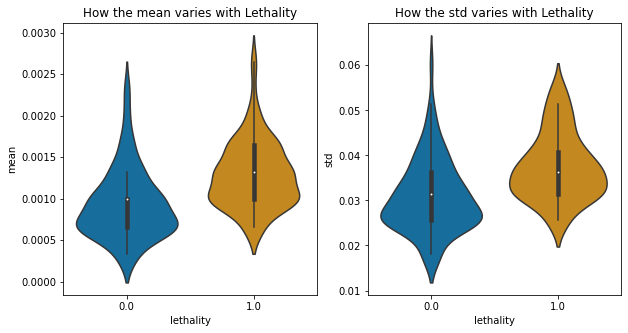 How the mean varies with Lethality
0.0030
0.0025
0.0020
0.0015
0.0010
0.0005
0.0000
mean
0.0
1.0
lethality
How the std varies with Lethality
0.06
0.05
0.04
0.03
0.02
0.01
std
0.0
1.0
lethality